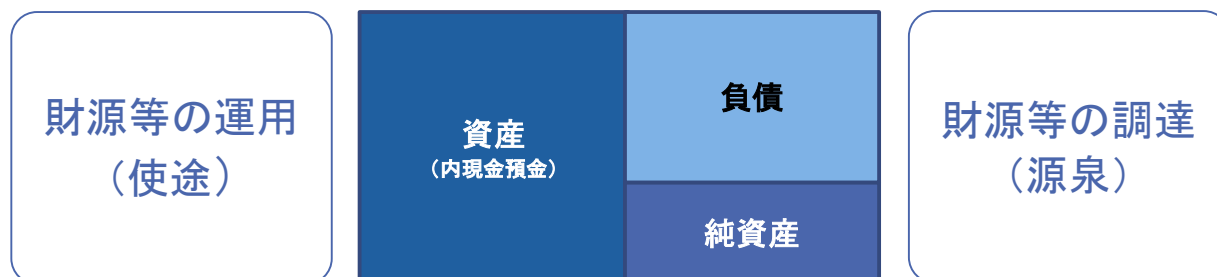 財源等の運用
（使途）
資産
（内現金預金）
負債
純資産
財源等の調達
（源泉）